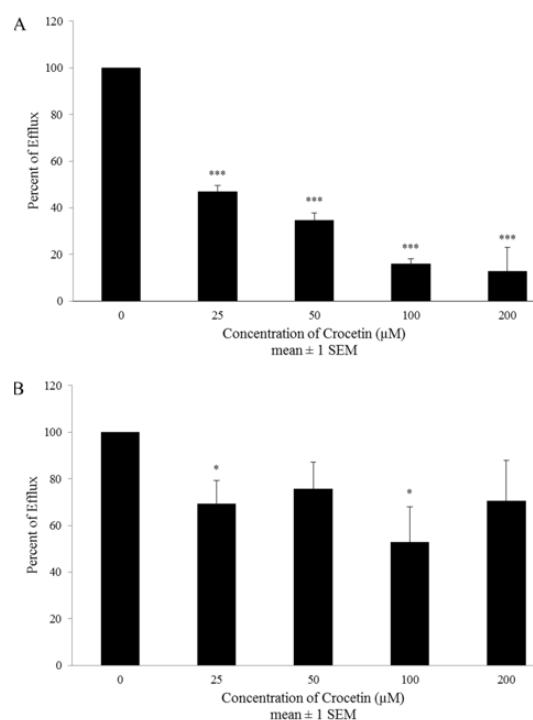 A
120
100
80
60
40
20
0
Percent of Efflux
***
***
***
***
0 25 50 100 200
Concentration of Crocetin (µM)
mean ± 1 SEM
B
120
100
80
60
40
20
0
Percent of Efflux
*
*
0 25 50 100 200
Concentration of Crocetin (µM)
mean ± 1 SEM